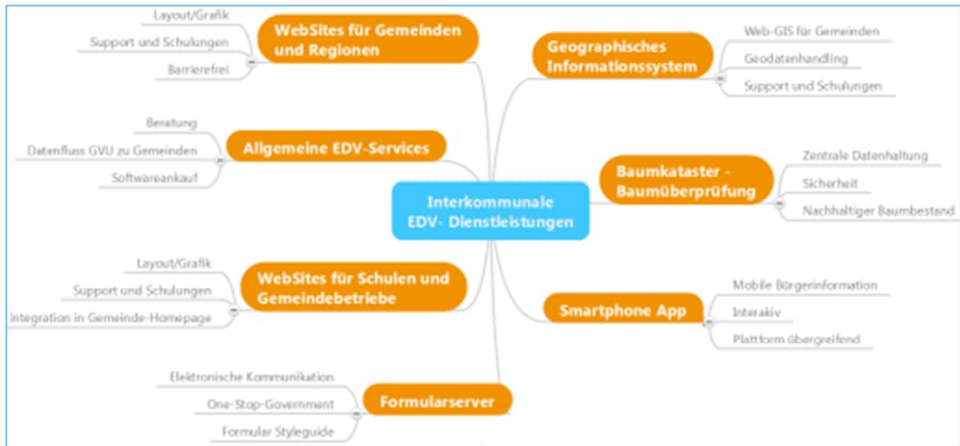 Layout/Grafik
Support und Schulungen
Barrierefrei
WebSites für Gemeinden
und Regionen
Beratung
Datenfluss GVU zu Gemeinden
Softwareankauf
Allgemeine EDV-Services
Layout/Grafik
Support und Schulungen
Integration in Gemeinde-Homepage
WebSites für Schulen und
Gemeindebetriebe
Elektronische Kommunikation
One-Stop-Government
Formular Styleguide
Formularserver
Interkommunale
EDV- Dienstleistungen
Geographisches
Informationssystem
Web-GIS für Gemeinden
Geodatenhandling
Support und Schulungen
Baumkataster -
Baumüberprüfung
Zentrale Datenhaltung
Sicherheit
Nachhaltiger Baumbestand
Smartphone App
Mobile Bürgerinformation
Interakiv
Plattform übergreifend